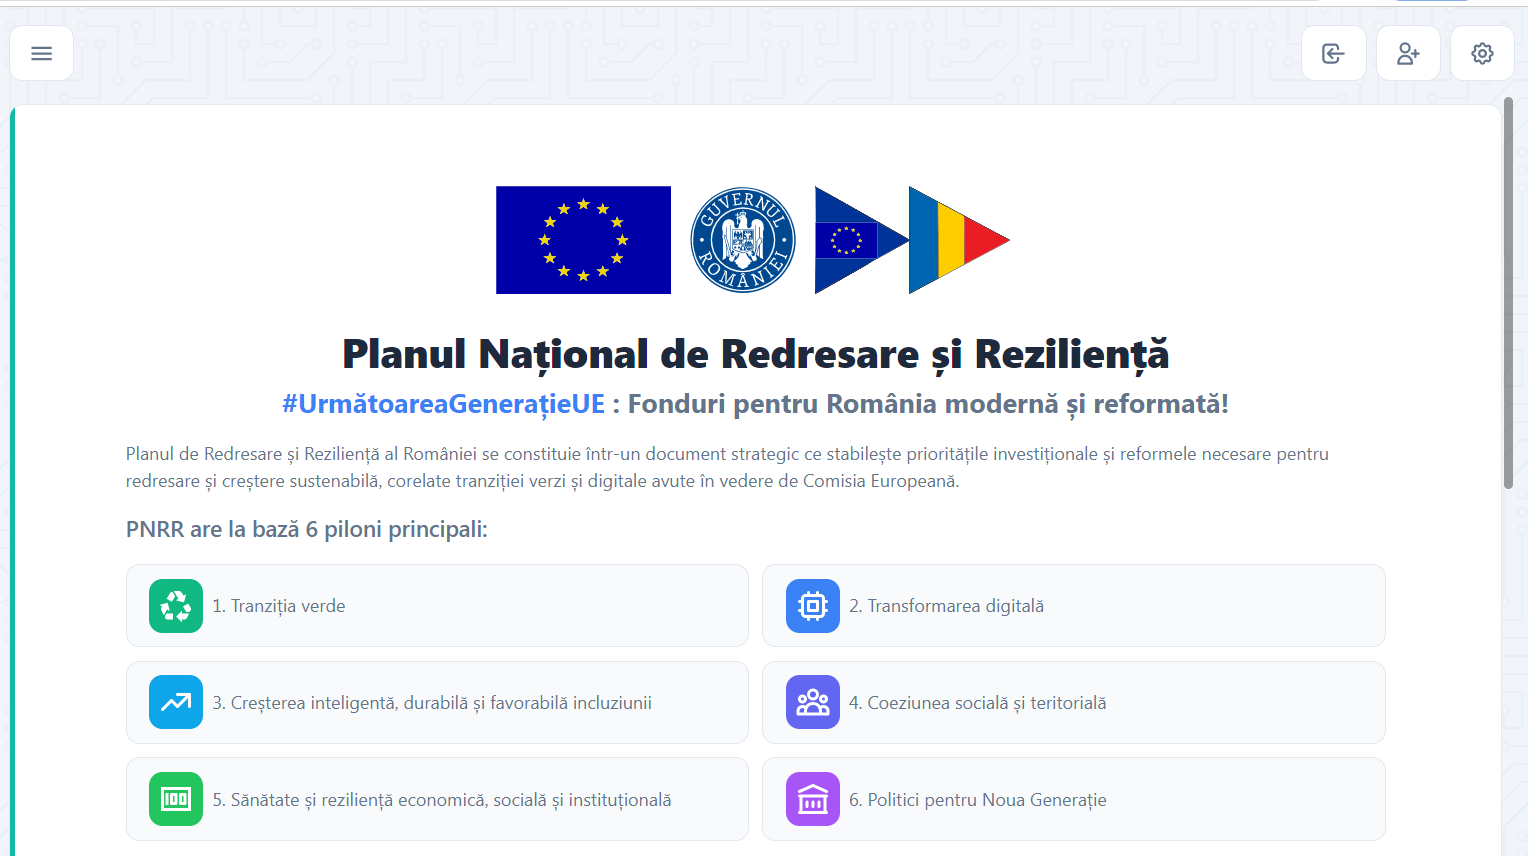 GUVERNUL ROMÂNIEI
Planul Național de Redresare și Reziliență
#UrmătoareaGenerațieUE : Fonduri pentru România modernă și reformată!
Planul de Redresare și Reziliență al României se constituie într-un document strategic ce stabilește prioritățile investiționale și reformele necesare pentru
redresare și creștere sustenabilă, corelate tranziției verzi și digitale avute în vedere de Comisia Europeană.
PNRR are la bază 6 piloni principali:
1. Tranziția verde
2. Transformarea digitală
3. Creșterea inteligentă, durabilă și favorabilă incluziunii
4. Coeziunea socială și teritorială
100
5. Sănătate și reziliență economică, socială și instituțională
6. Politici pentru Noua Generație